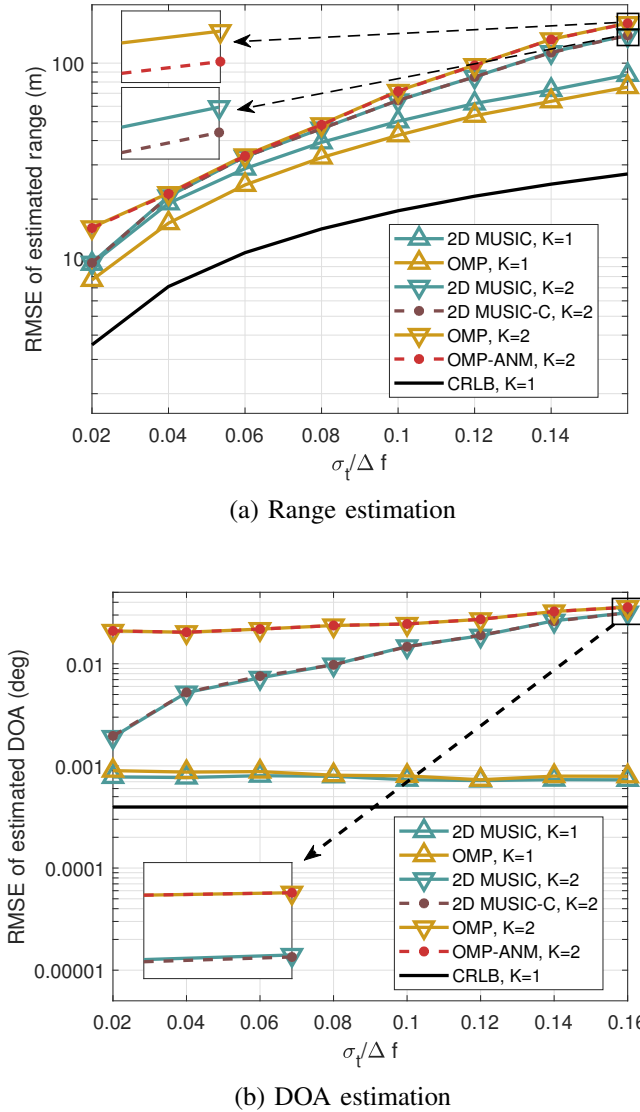 RMSE of estimated range (m)
100
10
2D MUSIC, K=1
OMP, K=1
2D MUSIC, K=2
2D MUSIC-C, K=2
OMP, K=2
OMP-ANM, K=2
CRLB, K=1
0.02 0.04 0.06 0.08 0.1 0.12 0.14
σt/Δ f
(a) Range estimation
RMSE of estimated DOA (deg)
0.01
0.001
0.0001
0.00001
2D MUSIC, K=1
OMP, K=1
2D MUSIC, K=2
2D MUSIC-C, K=2
OMP, K=2
OMP-ANM, K=2
CRLB, K=1
0.02 0.04 0.06 0.08 0.1 0.12 0.14 0.16
σt/Δ f
(b) DOA estimation